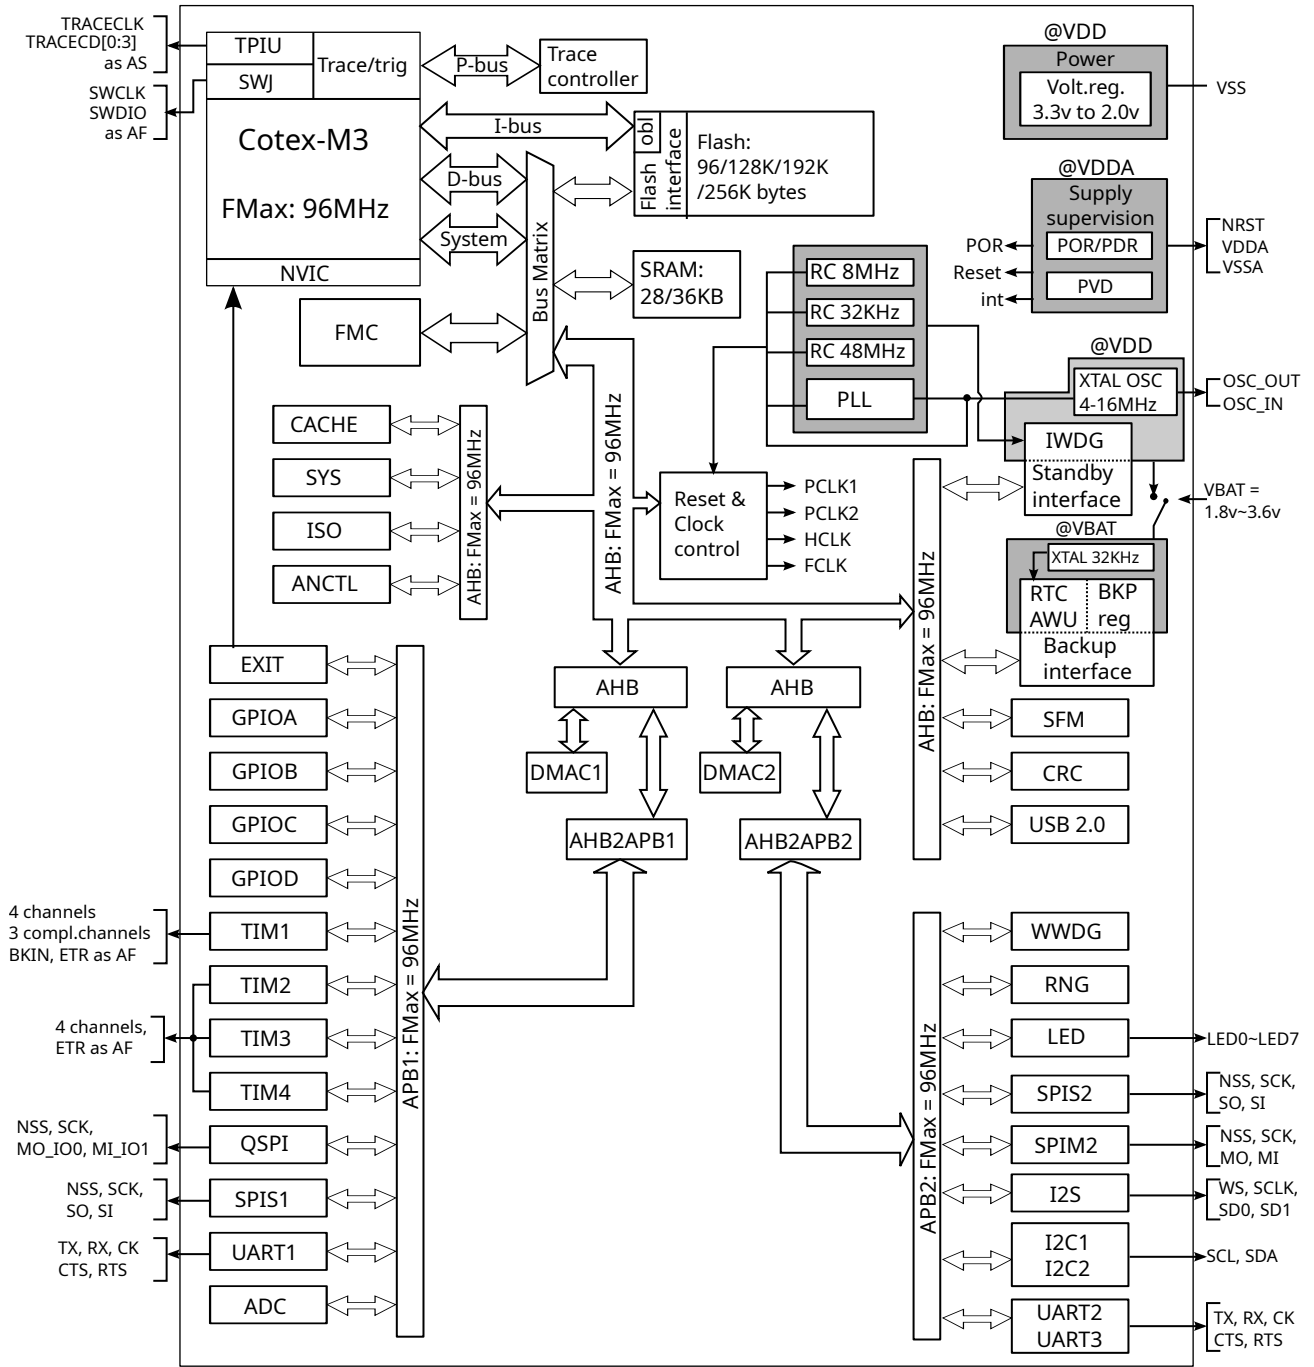 TRACECLK
TRACECD[0:3]
as AS
SWCLK
SWDIO
as AF
TPIU
SWJ
Trace/trig
Cotex-M3
FMax: 96MHz
NVIC
P-bus
Trace
controller
I-bus
D-bus
System
Bus Matrix
obl
Flash
interface
Flash:
96/128K/192K
/256K bytes
SRAM:
28/36KB
FMC
@VDD
Power
Volt.reg.
3.3v to 2.0v
VSS
@VDDA
Supply
supervision
POR/PDR
PVD
POR
Reset
int
NRST
VDDA
VSSA
RC 8MHz
RC 32KHz
RC 48MHz
PLL
@VDD
XTAL OSC
4-16MHz
OSC_OUT
OSC_IN
IWDG
Standby
interface
VBAT =
1.8v~3.6v
@VBAT
XTAL 32KHz
RTC
AWU
BKP
reg
Backup
interface
CACHE
SYS
ISO
ANCTL
AHB: FMax = 96MHz
AHB: FMax = 96MHz
Reset &
Clock
control
PCLK1
PCLK2
HCLK
FCLK
AHB: FMax = 96MHz
SFM
CRC
USB 2.0
AHB
AHB
DMAC1
DMAC2
AHB2APB1
AHB2APB2
EXIT
GPIOA
GPIOB
GPIOC
GPIOD
TIM1
TIM2
TIM3
TIM4
QSPI
SPIS1
UART1
ADC
APB1: FMax = 96MHz
4 channels
3 compl.channels
BKIN, ETR as AF
4 channels,
ETR as AF
NSS, SCK,
MO_IO0, MI_IO1
NSS, SCK,
SO, SI
TX, RX, CK
CTS, RTS
APB2: FMax = 96MHz
WWDG
RNG
LED
SPIS2
SPIM2
I2S
I2C1
I2C2
UART2
UART3
LED0~LED7
NSS, SCK,
SO, SI
NSS, SCK,
MO, MI
WS, SCLK,
SD0, SD1
SCL, SDA
TX, RX, CK
CTS, RTS